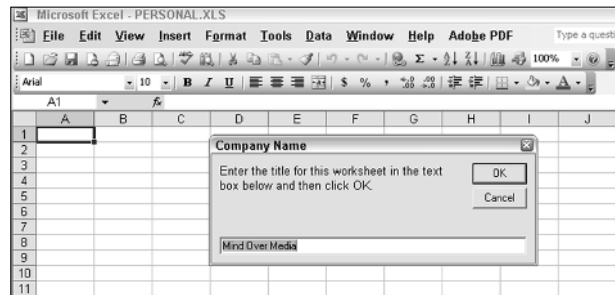 Microsoft Excel - PERSONAL.XLS
File Edit View Insert Format Tools Data Window Help Adobe PDF Type a questi
Σ 100%
Arial 10 B I U $ % , A
A1 fx
A B C D E F G H I J
1
2
3
4
5
6
7
8
9
10
11
Company Name
Enter the title for this worksheet in the text
box below and then click OK.
OK
Cancel
Mind Over Media